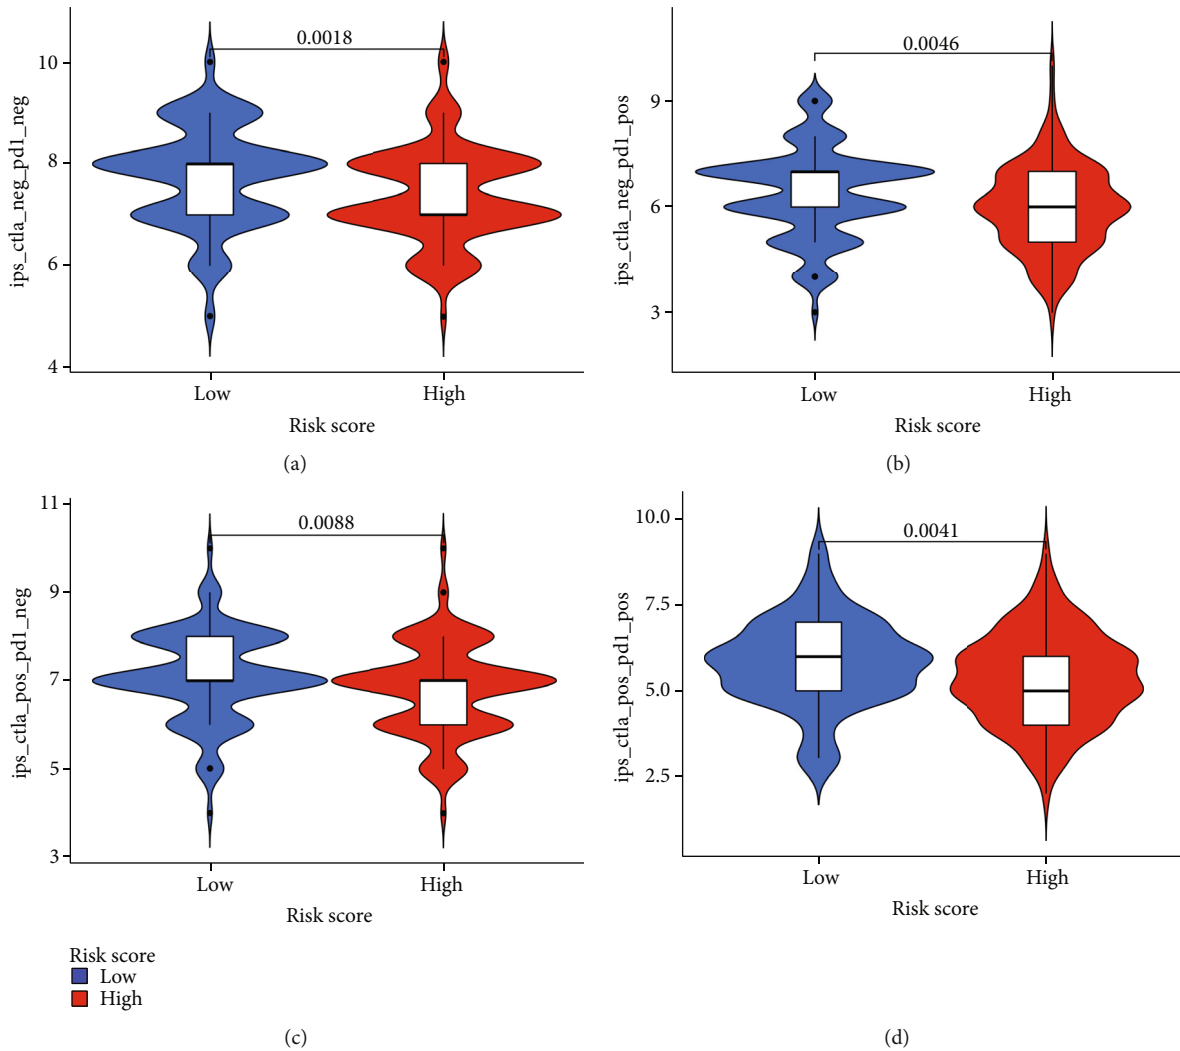 0.0018
10
8
6
4
ips_ctla_neg_pd1_neg
Low
High
Risk score
(a)
0.0046
9
6
3
ips_ctla_neg_pd1_pos
Low
High
Risk score
(b)
0.0088
11
9
7
5
3
ips_ctla_pos_pd1_neg
Low
High
Risk score
Risk score
Low
High
(c)
0.0041
10.0
7.5
5.0
2.5
ips_ctla_pos_pd1_pos
Low
High
Risk score
(d)